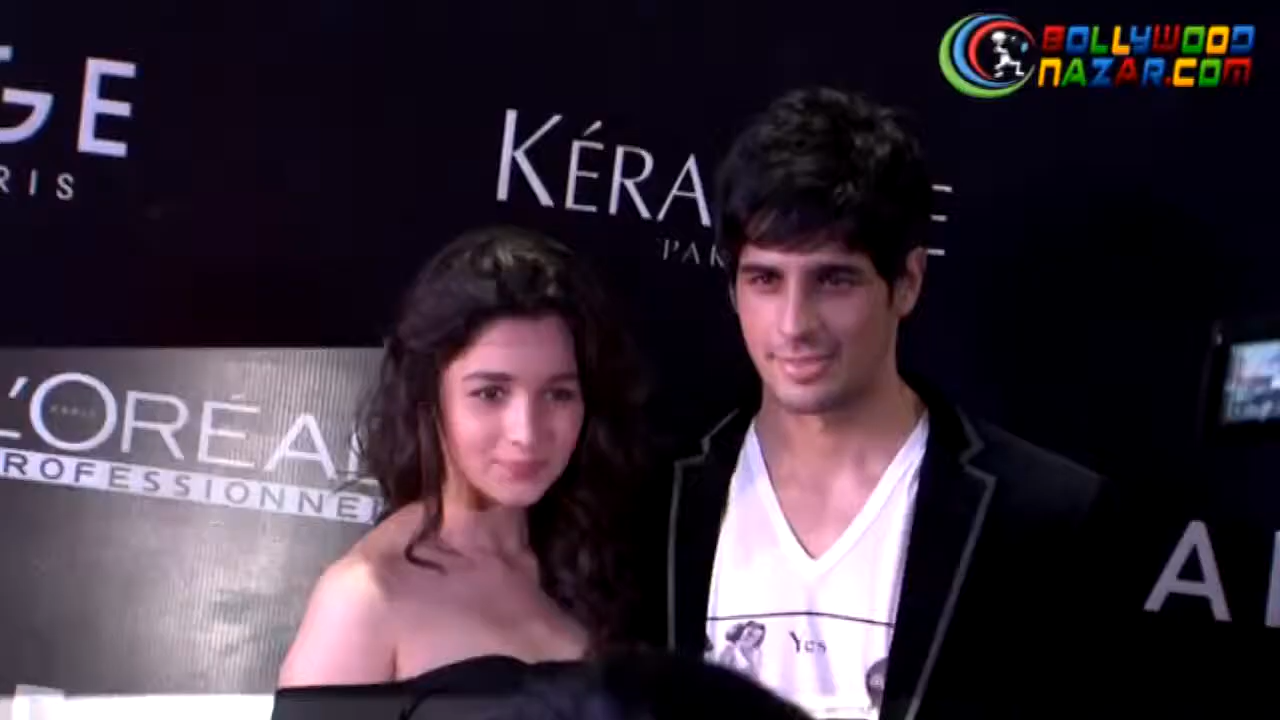 BOLLYWOOD
NAZAR.COM
GE
RIS
KÉRA
E
PAR
L'ORÉA
PROFESSIONNE
A
Yes